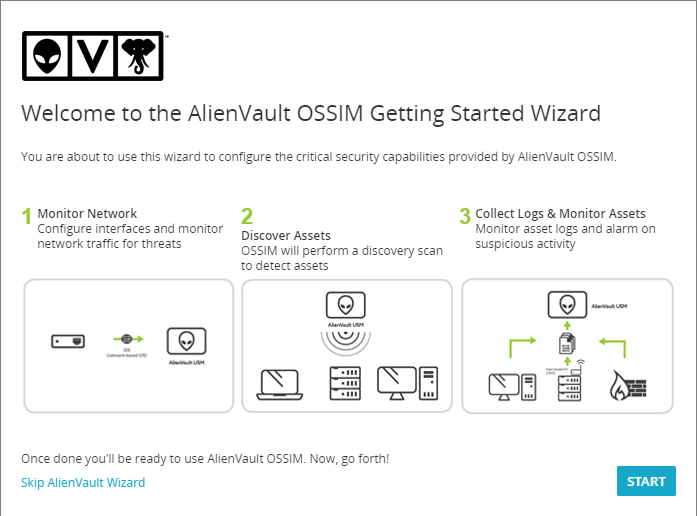 V
™
Welcome to the AlienVault OSSIM Getting Started Wizard
You are about to use this wizard to configure the critical security capabilities provided by AlienVault OSSIM.
1 Monitor Network
Configure interfaces and monitor
network traffic for threats
2
Discover Assets
OSSIM will perform a discovery scan
to detect assets
3 Collect Logs & Monitor Assets
Monitor asset logs and alarm on
suspicious activity
IDS
(network based IDS)
AlienVault USM
AlienVault USM
AlienVault USM
Once done you'll be ready to use AlienVault OSSIM. Now, go forth!
Skip AlienVault Wizard
START